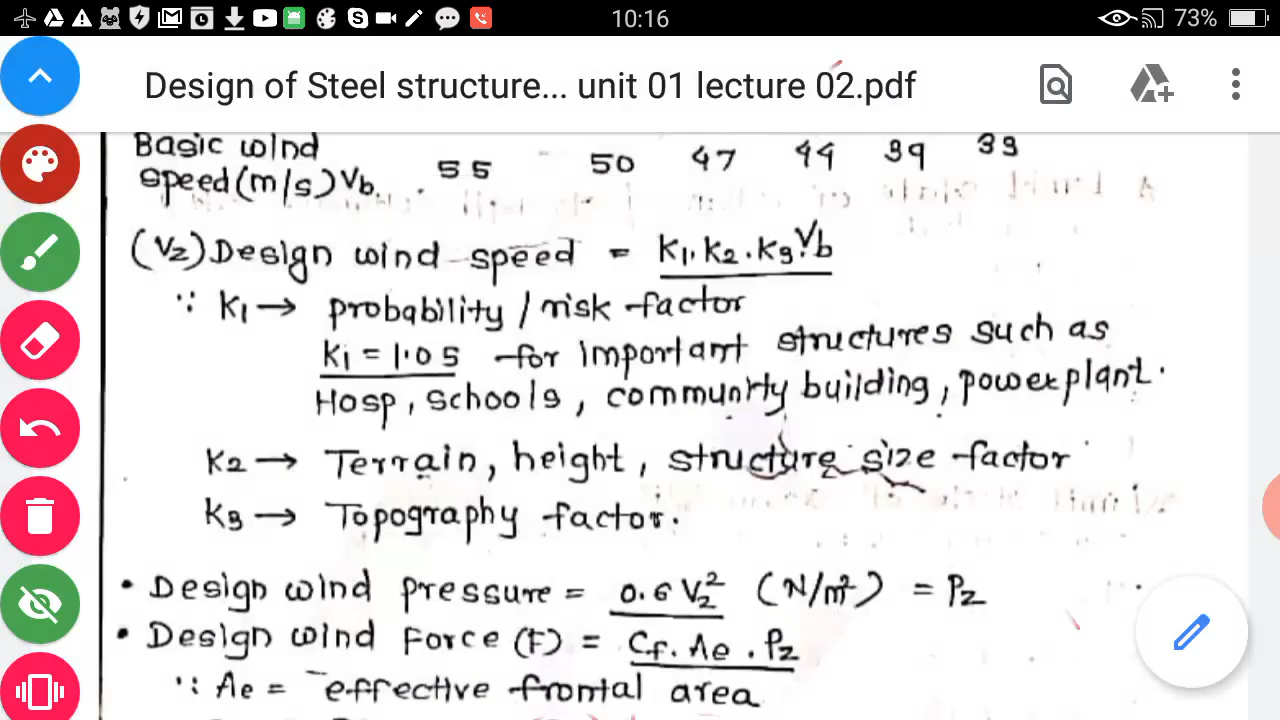 10:16
73%
Design of Steel structure... unit 01 lecture 02.pdf
Basic wind
speed (m/s) Vb. 55 50 47 44 39 33
(Vz) Design wind speed = K1. K2. K3. Vb
∵ K1 → probability / risk factor
K1 = 1.05 for important structures such as
Hosp, schools, community building, powerplant.
K2 → Terrain, height, structure size factor
K3 → Topography factor.
• Design wind pressure = 0.6 Vz² (N/m²) = Pz
• Design wind Force (F) = Cf. Ae . Pz
∵ Ae = effective frontal area